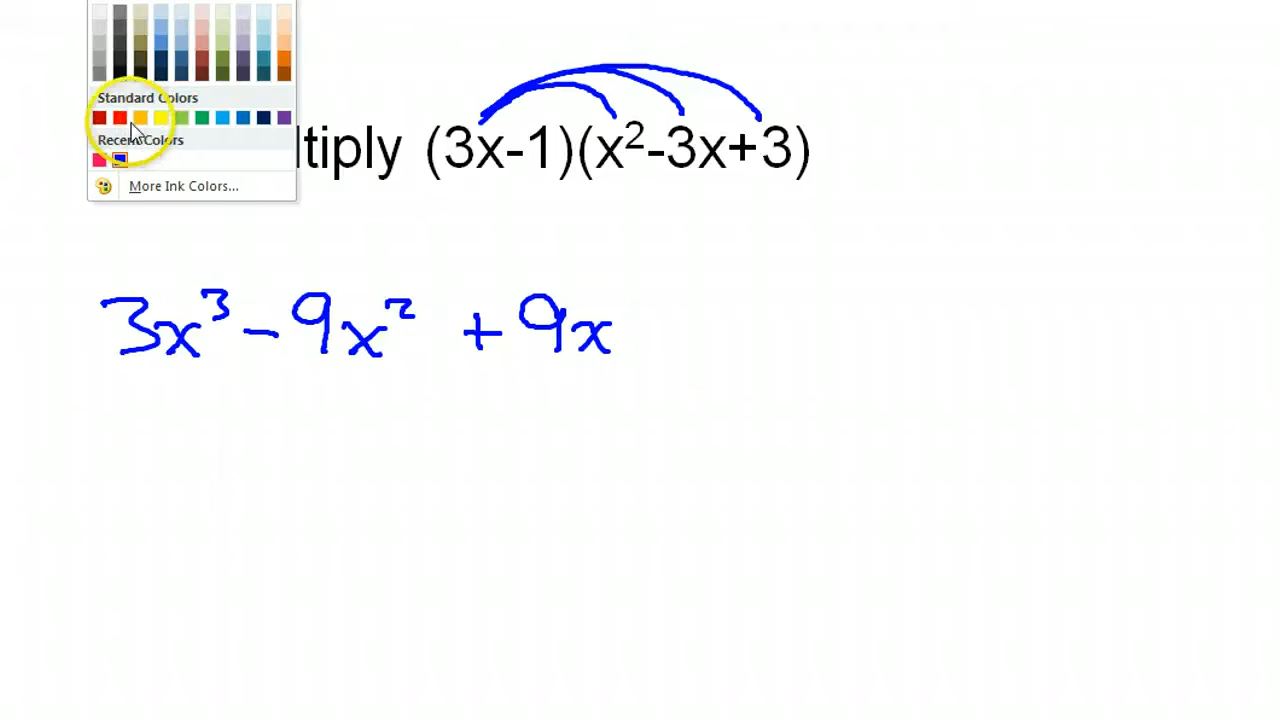 Standard Colors
Recent Colors
More Ink Colors...
ltiply (3x-1)(x²-3x+3)
3x³ - 9x² + 9x